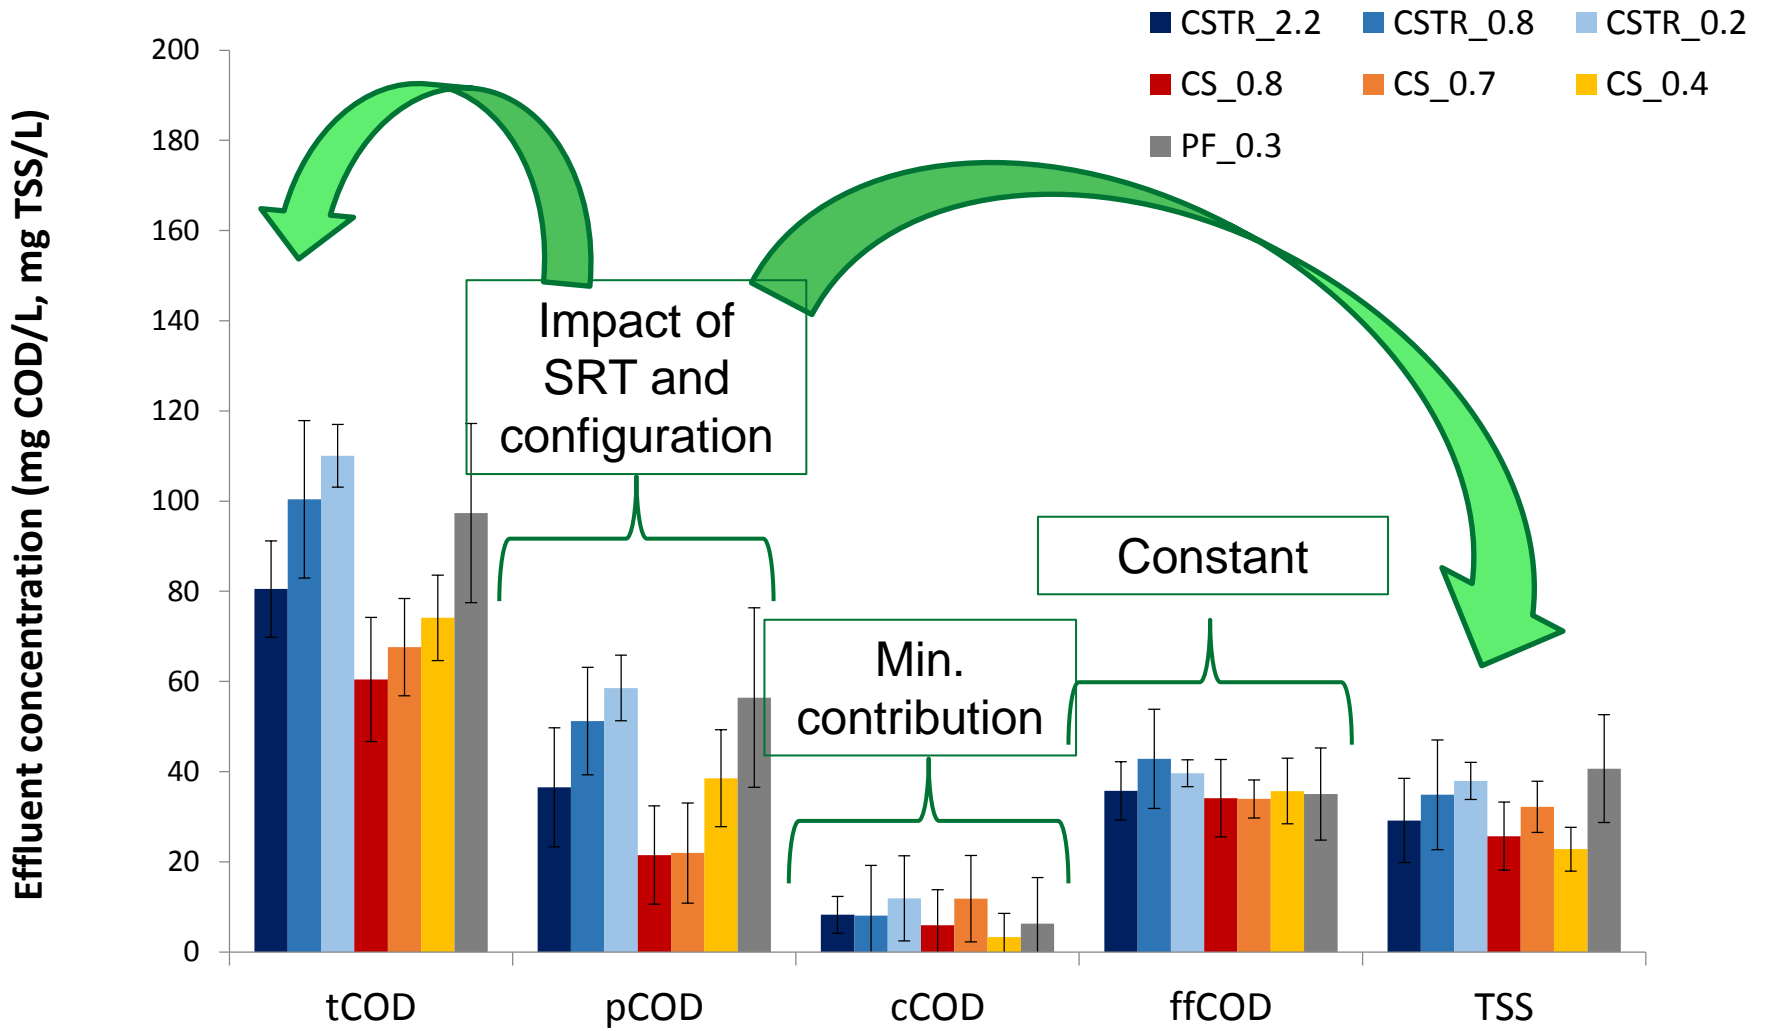 CSTR_2.2 CSTR_0.8 CSTR_0.2
CS_0.8 CS_0.7 CS_0.4
PF_0.3
Effluent concentration (mg COD/L, mg TSS/L)
200
180
160
140
120
100
80
60
40
20
0
Impact of
SRT and
configuration
Min.
contribution
Constant
tCOD pCOD cCOD ffCOD TSS